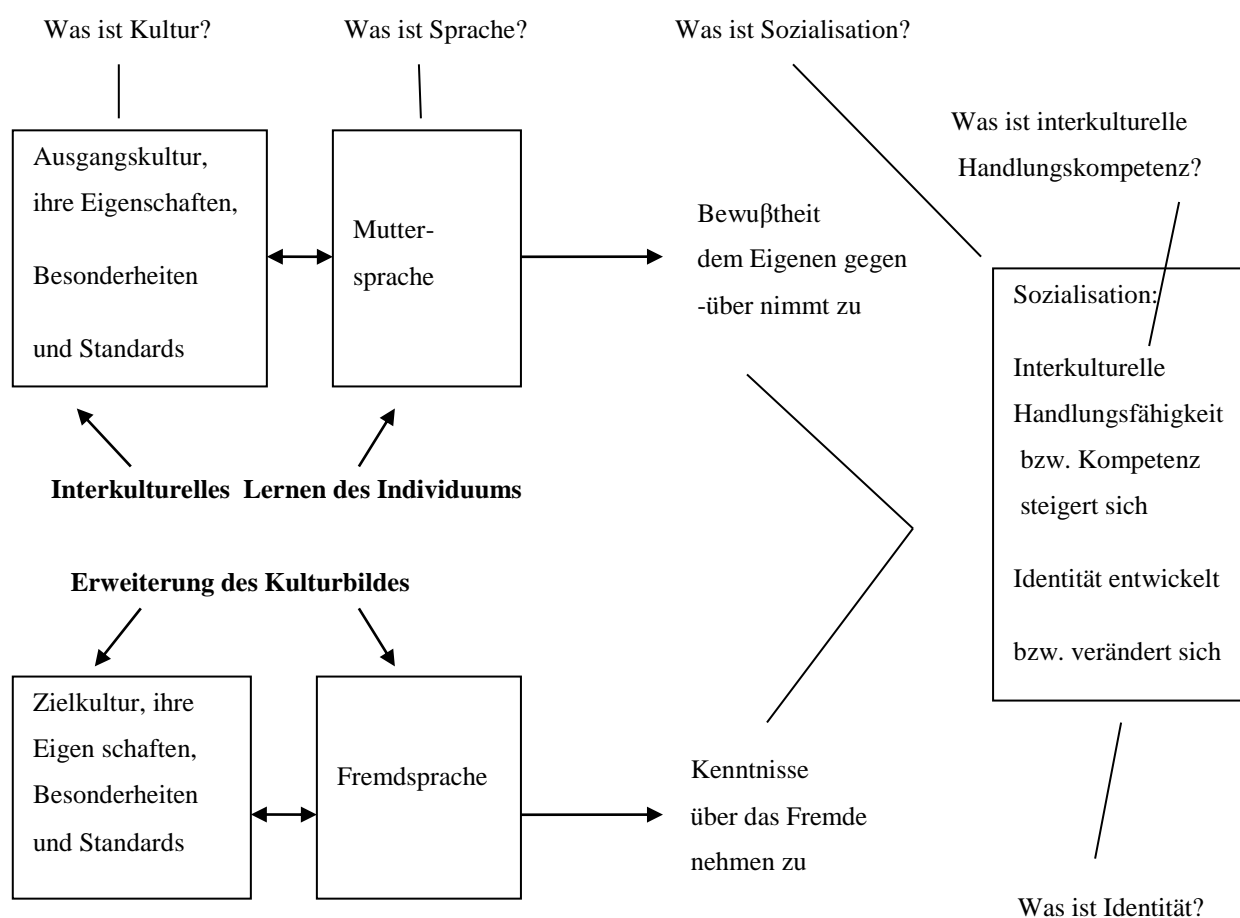 Was ist Kultur?
Was ist Sprache?
Was ist Sozialisation?
Was ist interkulturelle
Handlungskompetenz?
Ausgangskultur,
ihre Eigenschaften,
Besonderheiten
und Standards
Mutter-
sprache
Bewuβtheit
dem Eigenen gegen
-über nimmt zu
Sozialisation:
Interkulturelle
Handlungsfähigkeit
bzw. Kompetenz
steigert sich
Identität entwickelt
bzw. verändert sich
Interkulturelles Lernen des Individuums
Erweiterung des Kulturbildes
Zielkultur, ihre
Eigen schaften,
Besonderheiten
und Standards
Fremdsprache
Kenntnisse
über das Fremde
nehmen zu
Was ist Identität?